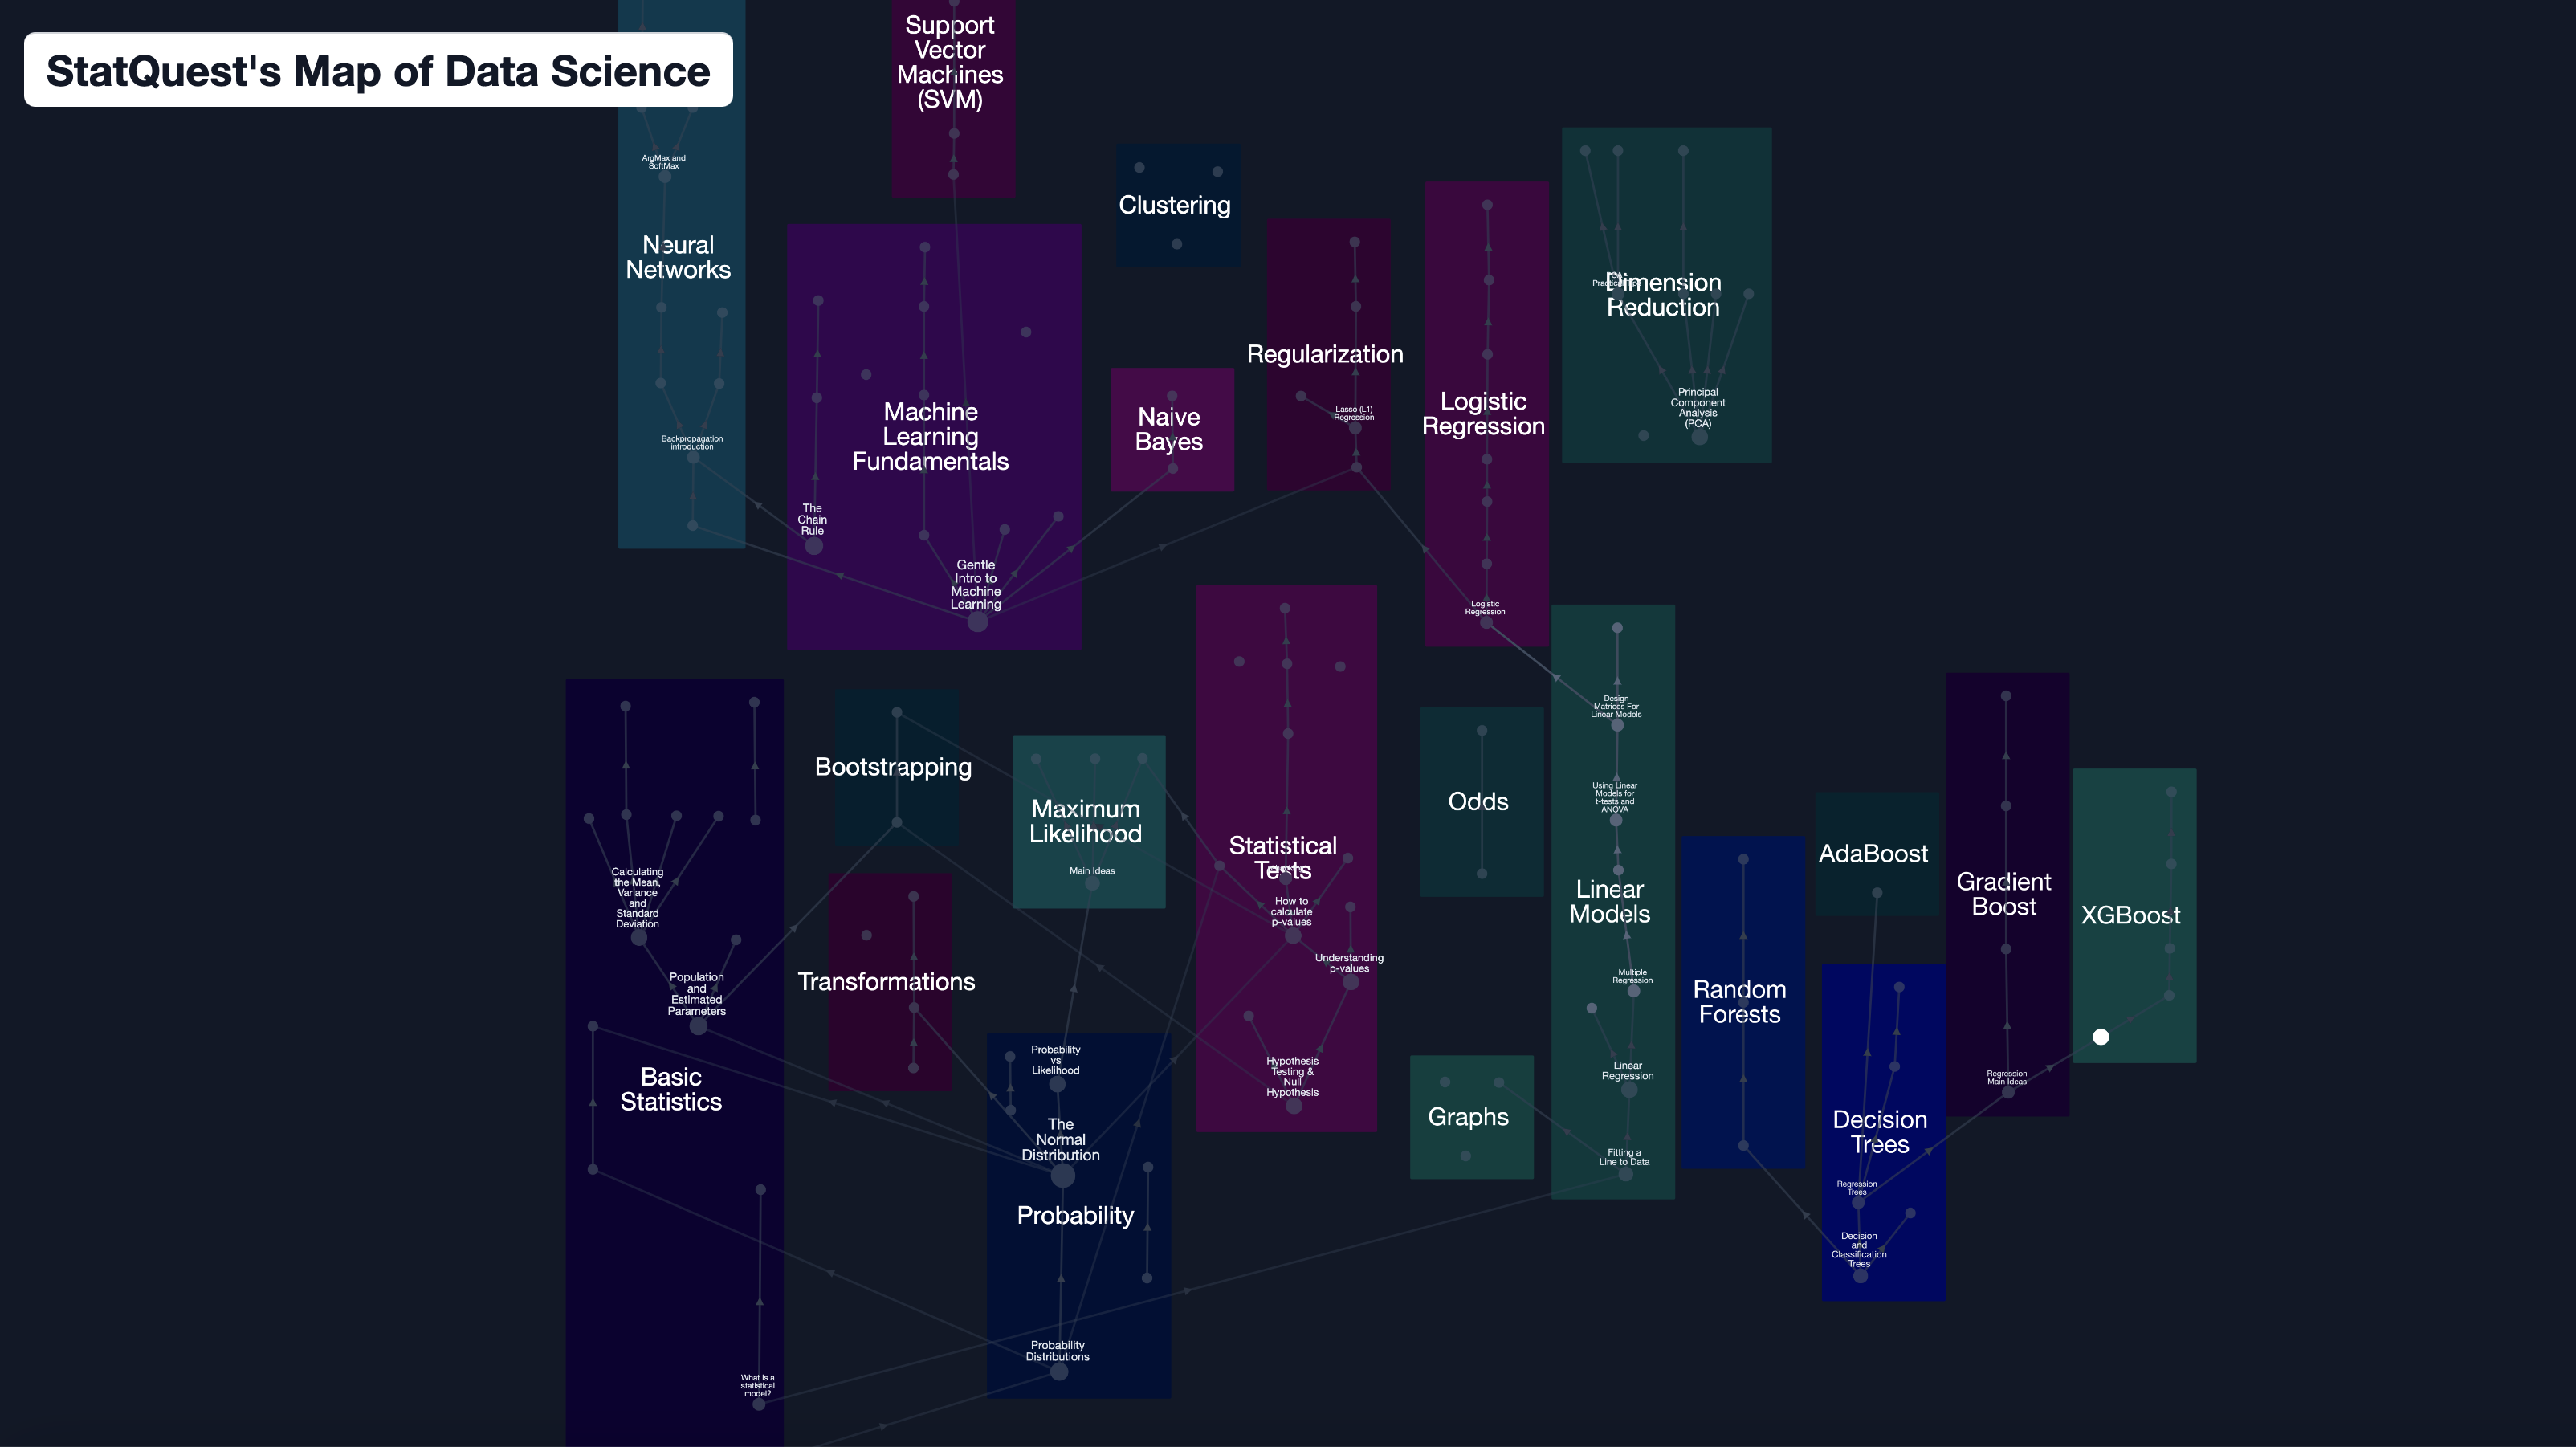 StatQuest's Map of Data Science
Support
Vector
Machines
(SVM)
ArgMax and
SoftMax
Neural
Networks
Backpropagation
Introduction
Clustering
Machine
Learning
Fundamentals
The
Chain
Rule
Gentle
Intro to
Machine
Learning
Naive
Bayes
Regularization
Lasso (L1)
Regression
Logistic
Regression
Logistic
Regression
Dimension
Reduction
Principal
Component
Analysis
(PCA)
Calculating
the Mean,
Variance
and
Standard
Deviation
Population
and
Estimated
Parameters
Basic
Statistics
What is a
statistical
model?
Bootstrapping
Transformations
Maximum
Likelihood
Main Ideas
Probability
vs
Likelihood
The
Normal
Distribution
Probability
Probability
Distributions
Statistical
Tests
How to
calculate
p-values
Understanding
p-values
Hypothesis
Testing &
Null
Hypothesis
Odds
Graphs
Design
Matrices For
Linear Models
Using Linear
Models for
t-tests and
ANOVA
Linear
Models
Multiple
Regression
Linear
Regression
Fitting a
Line to Data
Random
Forests
AdaBoost
Decision
Trees
Regression
Trees
Decision
and
Classification
Trees
Gradient
Boost
Regression
Main Ideas
XGBoost